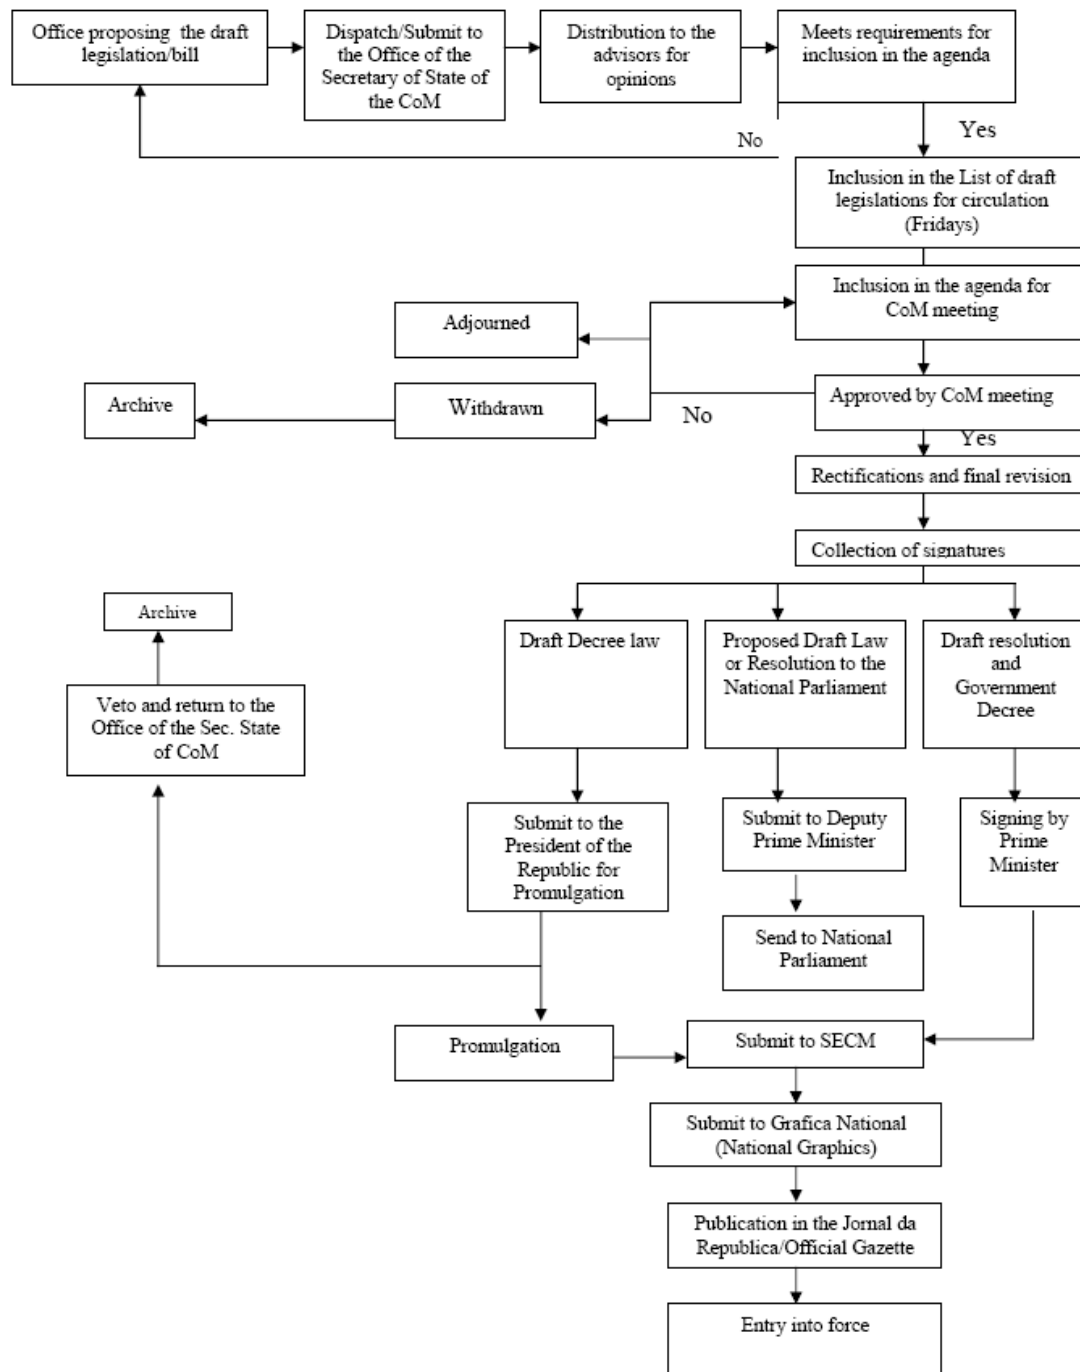 Office proposing the draft
legislation/bill
Dispatch/Submit to
the Office of the
Secretary of State of
the CoM
Distribution to the
advisors for
opinions
Meets requirements for
inclusion in the agenda
No
Yes
Inclusion in the List of draft
legislations for circulation
(Fridays)
Inclusion in the agenda for
CoM meeting
Adjourned
Archive
Withdrawn
No
Approved by CoM meeting
Yes
Rectifications and final revision
Collection of signatures
Archive
Draft Decree law
Proposed Draft Law
or Resolution to the
National Parliament
Draft resolution
and
Government
Decree
Veto and return to the
Office of the Sec. State
of CoM
Submit to the
President of the
Republic for
Promulgation
Submit to Deputy
Prime Minister
Signing by
Prime
Minister
Send to National
Parliament
Promulgation
Submit to SECM
Submit to Grafica National
(National Graphics)
Publication in the Jornal da
Republica/Official Gazette
Entry into force